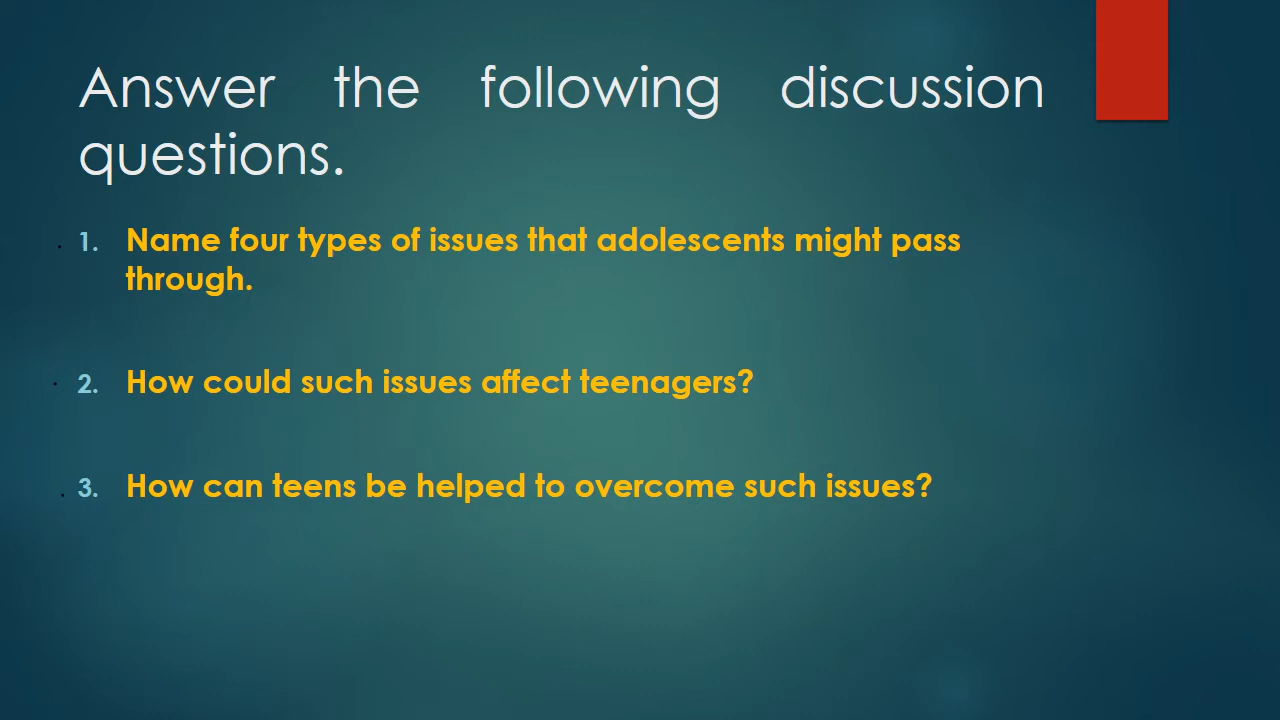 Answer the following discussion
questions.
1. Name four types of issues that adolescents might pass
through.
2. How could such issues affect teenagers?
3. How can teens be helped to overcome such issues?